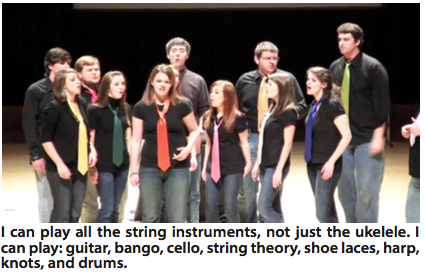 I can play all the string instruments, not just the ukelele. I
can play: guitar, bango, cello, string theory, shoe laces, harp,
knots, and drums.